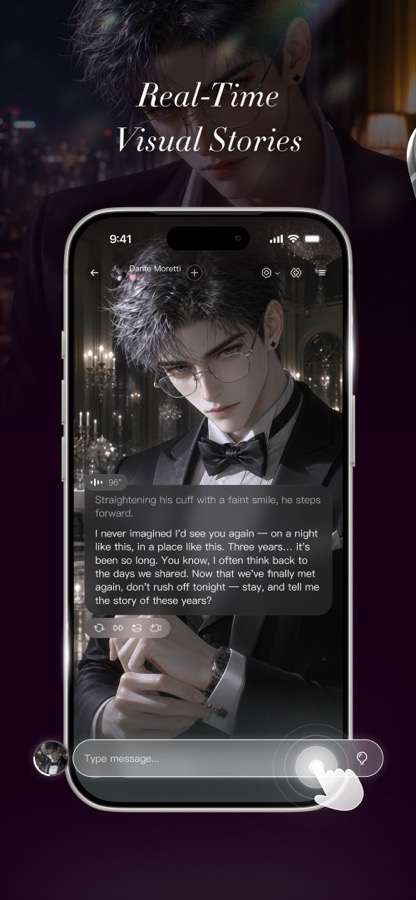 Real-Time
Visual Stories
9:41
Dante Moretti
96"
Straightening his cuff with a faint smile, he steps
forward.
I never imagined I'd see you again — on a night
like this, in a place like this. Three years... it's
been so long. You know, I often think back to
the days we shared. Now that we've finally met
again, don't rush off tonight — stay, and tell me
the story of these years?
Type message...